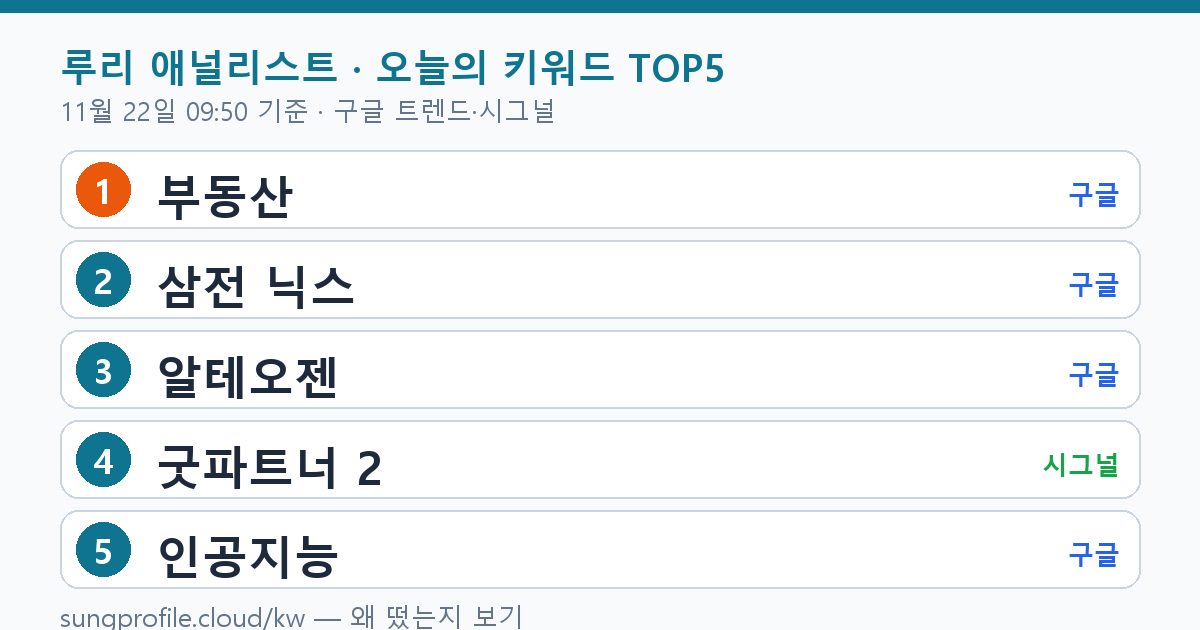 루리 애널리스트 · 오늘의 키워드 TOP5
11월 22일 09:50 기준 · 구글 트렌드·시그널
1 부동산 구글
2 삼전 닉스 구글
3 알테오젠 구글
4 굿파트너 2 시그널
5 인공지능 구글
sungprofile.cloud/kw — 왜 떴는지 보기